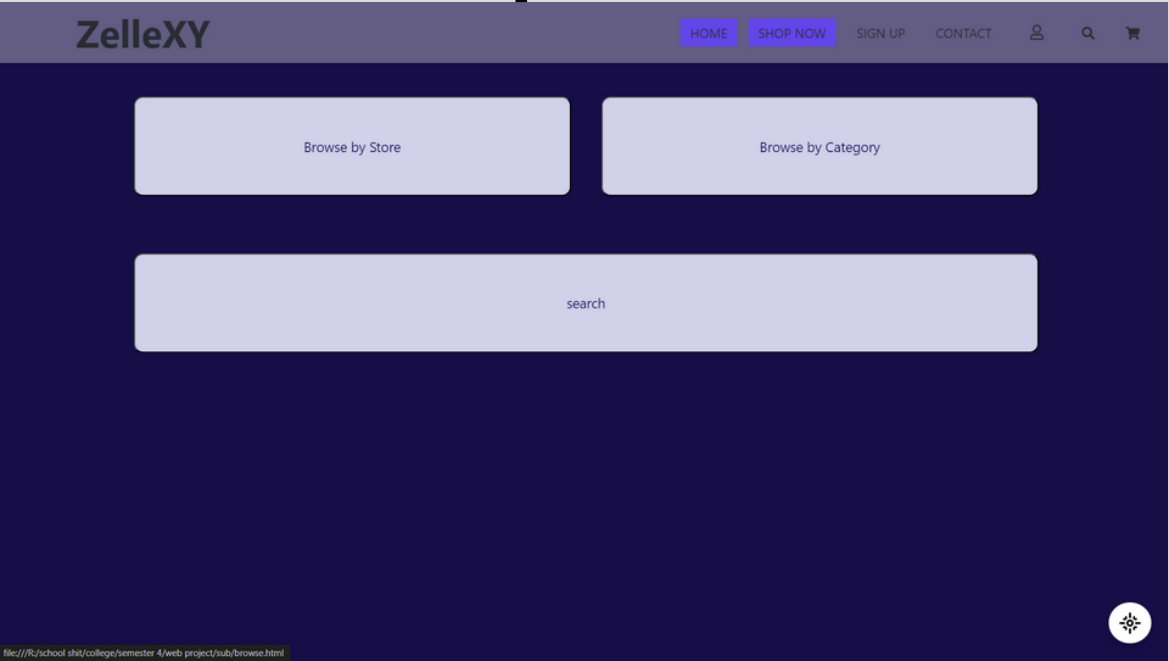 ZelleXY HOME SHOP NOW SIGN UP CONTACT
Browse by Store Browse by Category
search
file:///R:/school shit/college/semester 4/web project/sub/browse.html